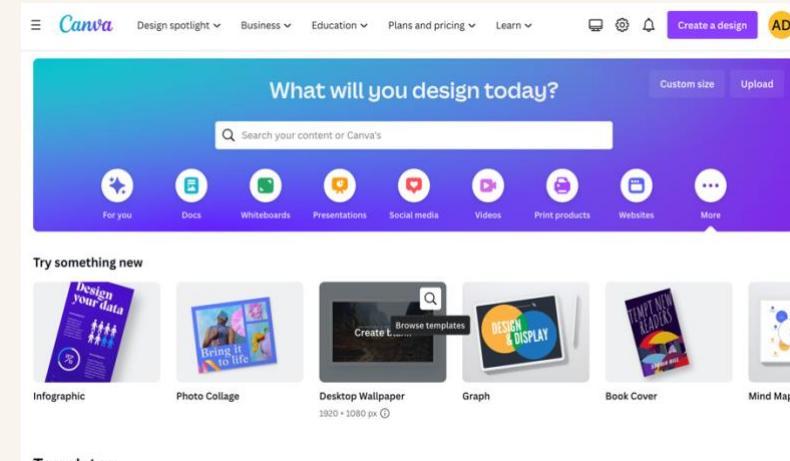 Canva
Design spotlight
Business
Education
Plans and pricing
Learn
Create a design
AD
What will you design today?
Custom size
Upload
Search your content or Canva's
For you
Docs
Whiteboards
Presentations
Social media
Videos
Print products
Websites
More
Try something new
Design
your data
Bring it
to life
Create
Browse templates
DESIGN
& DISPLAY
TEMPT NEW
READERS
Infographic
Photo Collage
Desktop Wallpaper
Graph
Book Cover
Mind Map
1920 × 1080 px